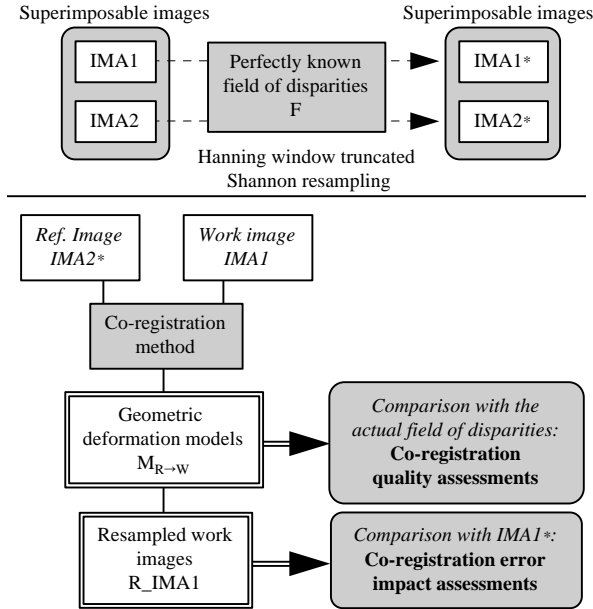 Superimposable images
Superimposable images
IMA1
IMA2
Perfectly known
field of disparities
F
IMA1*
IMA2*
Hanning window truncated
Shannon resampling
Ref. Image
IMA2*
Work image
IMA1
Co-registration
method
Geometric
deformation models
M_R→W
Comparison with the
actual field of disparities:
Co-registration
quality assessments
Resampled work
images
R_IMA1
Comparison with IMA1*:
Co-registration error
impact assessments